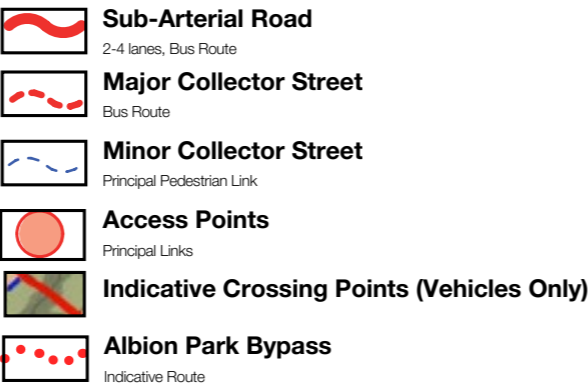 Sub-Arterial Road
2-4 lanes, Bus Route
Major Collector Street
Bus Route
Minor Collector Street
Principal Pedestrian Link
Access Points
Principal Links
Indicative Crossing Points (Vehicles Only)
Albion Park Bypass
Indicative Route